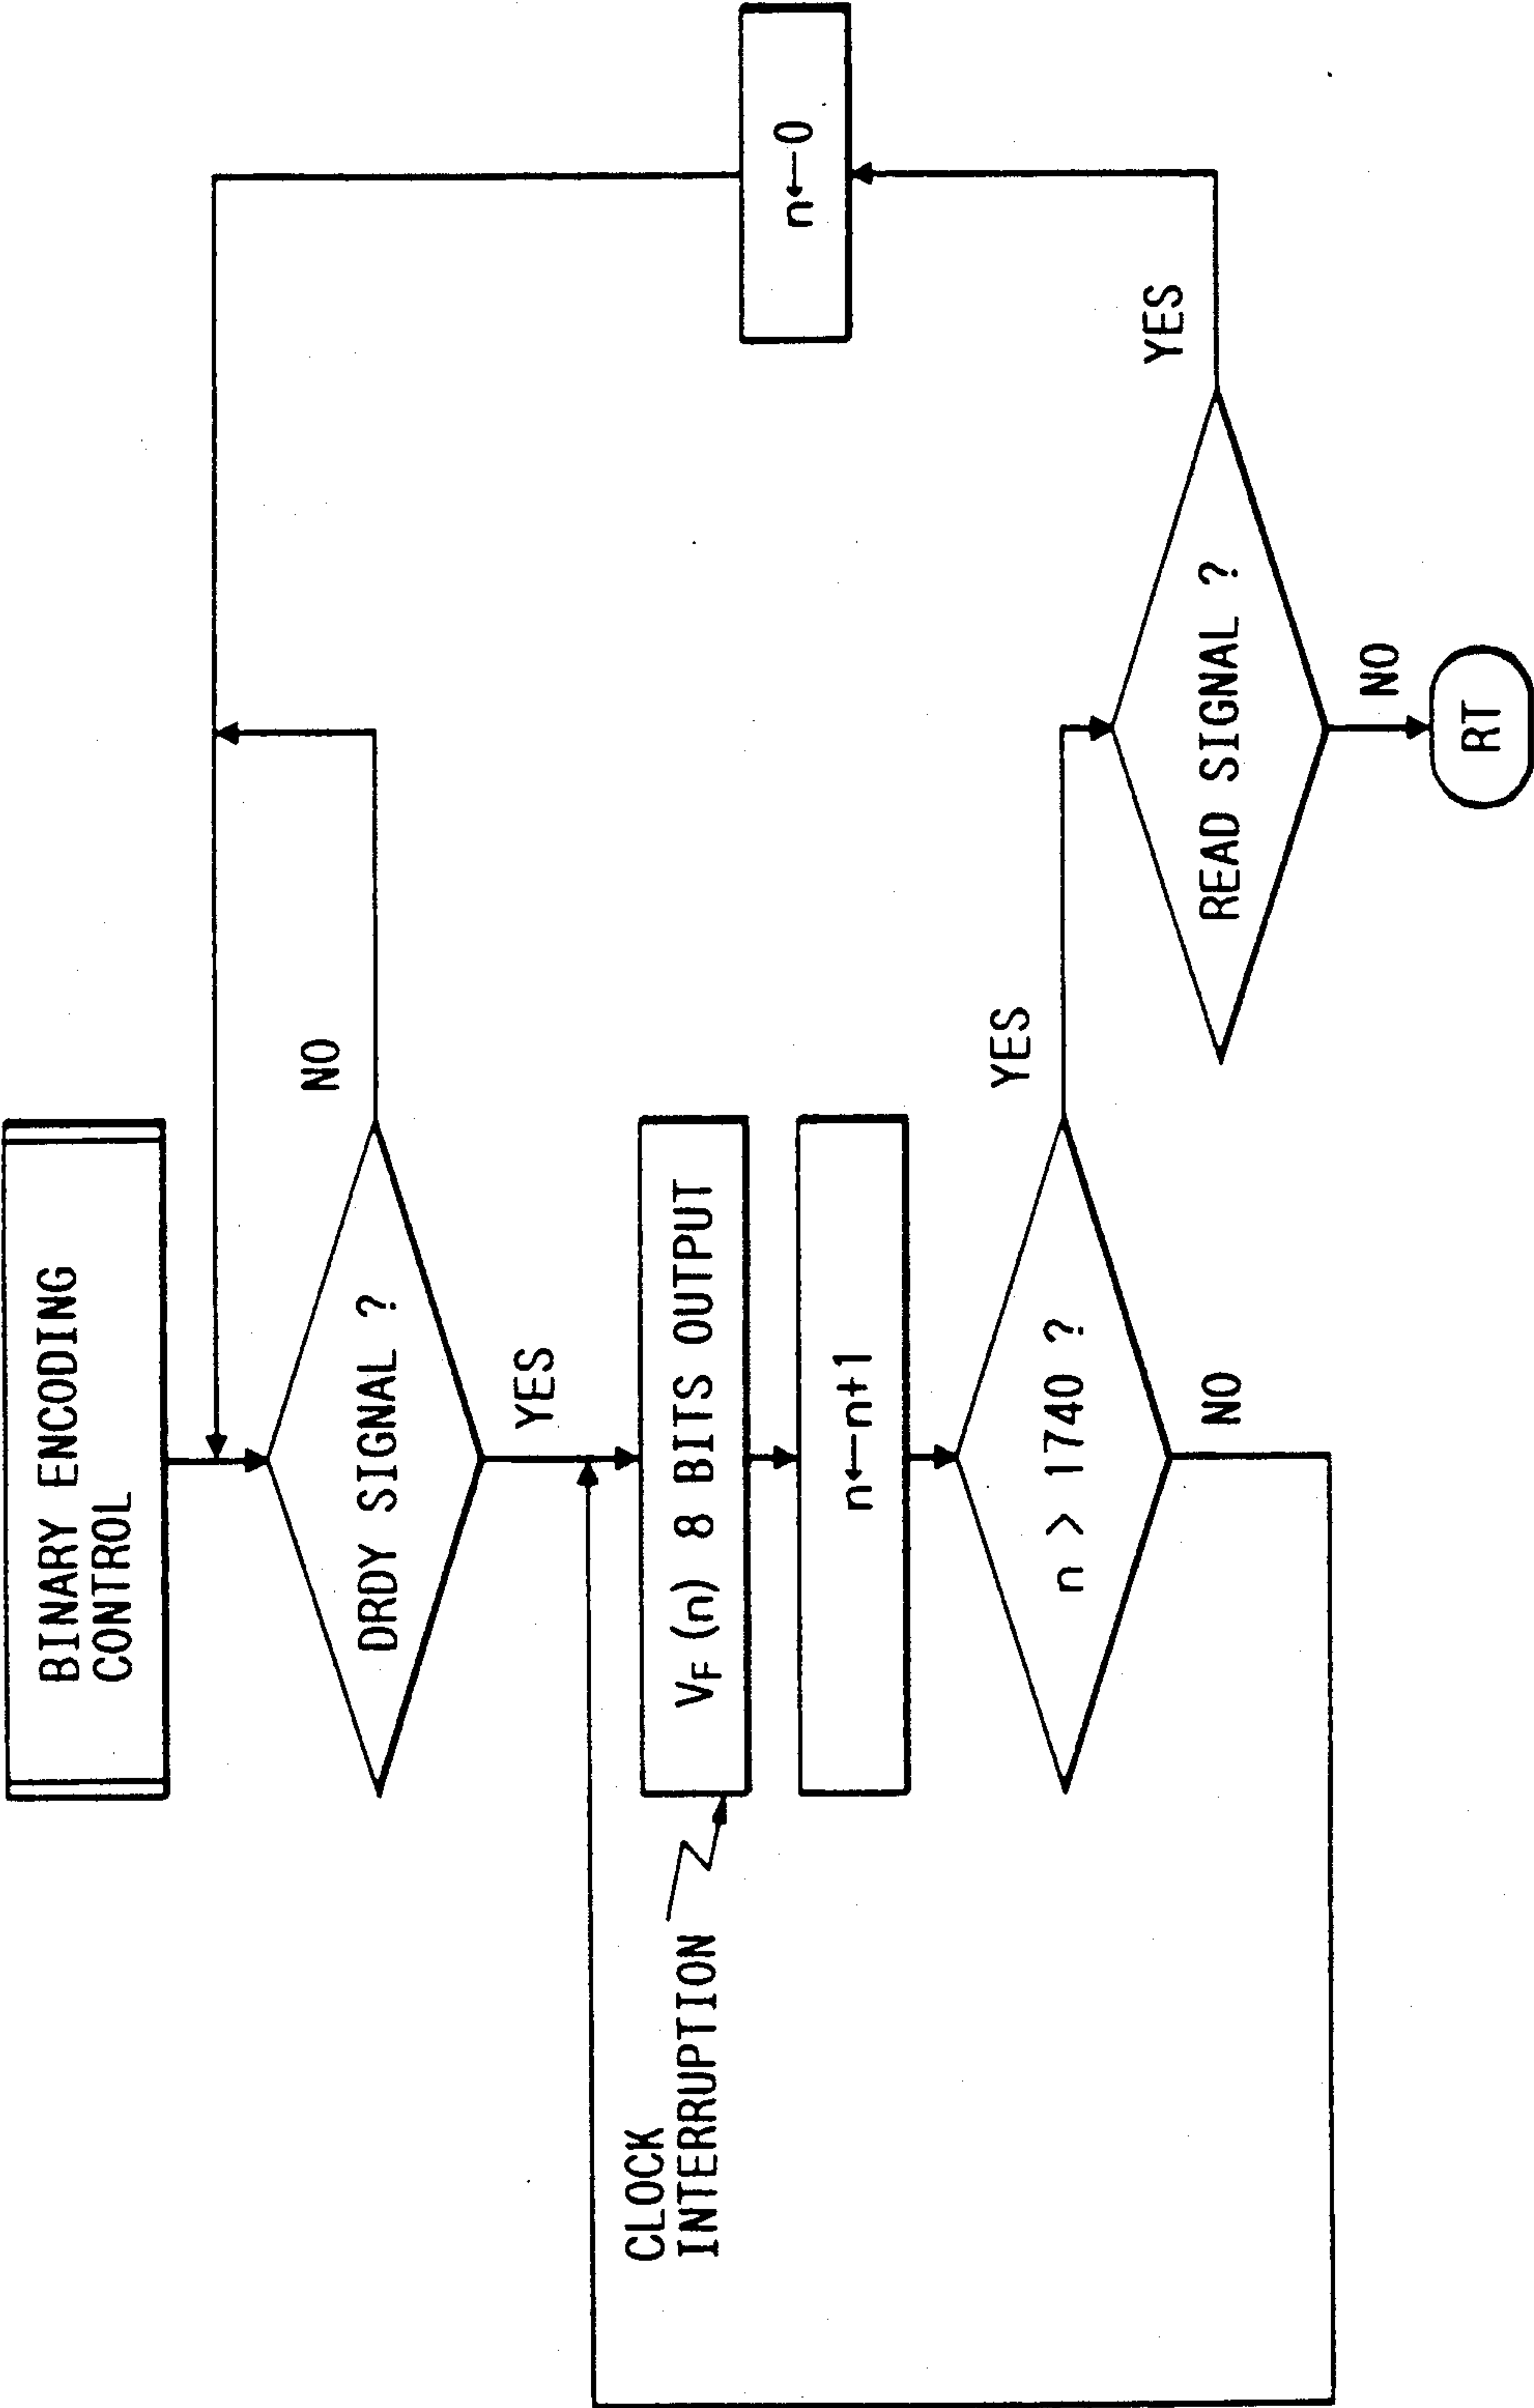 BINARY ENCODING
CONTROL
DRDY SIGNAL ?
NO
YES
CLOCK
INTERRUPTION
VF (n) 8 BITS OUTPUT
n←n+1
n > 1740 ?
YES
NO
READ SIGNAL ?
YES
NO
n←0
RT